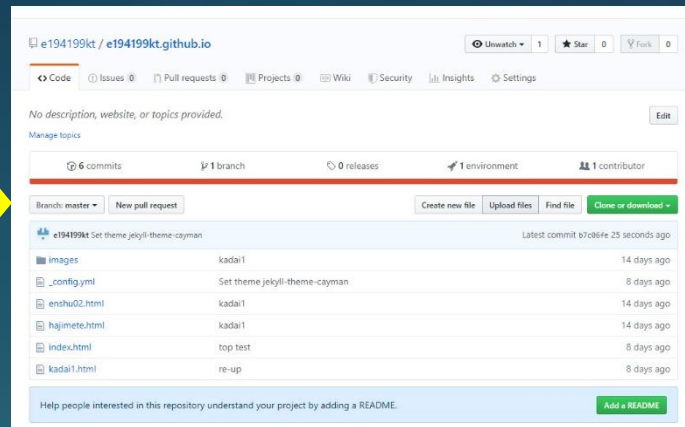 e194199kt / e194199kt.github.io
Unwatch 1 Star 0 Fork 0
Code Issues 0 Pull requests 0 Projects 0 Wiki Security Insights Settings
No description, website, or topics provided. Edit
Manage topics
6 commits 1 branch 0 releases 1 environment 1 contributor
Branch: master New pull request Create new file Upload files Find file Clone or download
e194199kt Set theme jekyll-theme-cayman Latest commit b7c06fe 25 seconds ago
images kadai1 14 days ago
_config.yml Set theme jekyll-theme-cayman 8 days ago
enshu02.html kadai1 14 days ago
hajimete.html kadai1 14 days ago
index.html top test 8 days ago
kadai1.html re-up 8 days ago
Help people interested in this repository understand your project by adding a README. Add a README